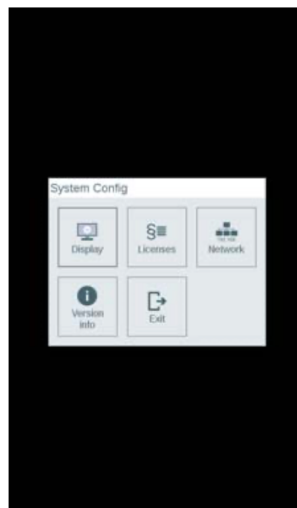 System Config
Display
Licenses
Network
Version
info
Exit